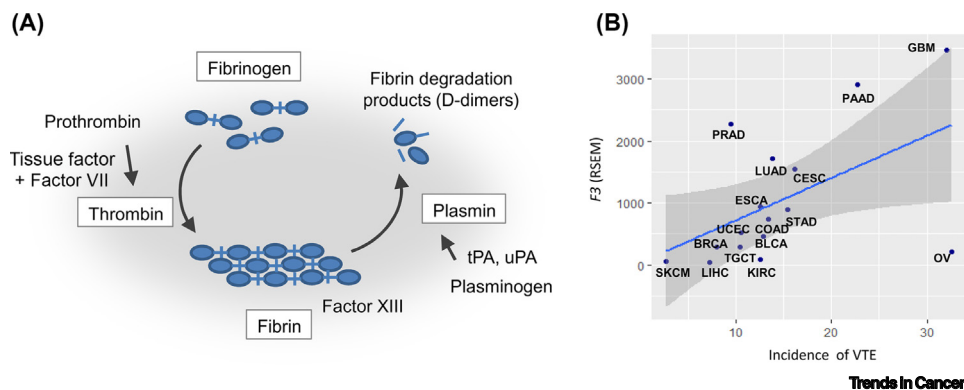 (A)
Fibrinogen
Prothrombin
Tissue factor
+ Factor VII
Thrombin
Fibrin degradation
products (D-dimers)
Plasmin
tPA, uPA
Plasminogen
Factor XIII
Fibrin
(B)
F3 (RSEM)
3000
2000
1000
0
GBM
PAAD
PRAD
LUAD
CESC
ESCA
STAD
UCEC COAD
BRCA
BLCA
TGCT
OV
SKCM
LIHC
KIRC
10
20
30
Incidence of VTE
Trends in Cancer